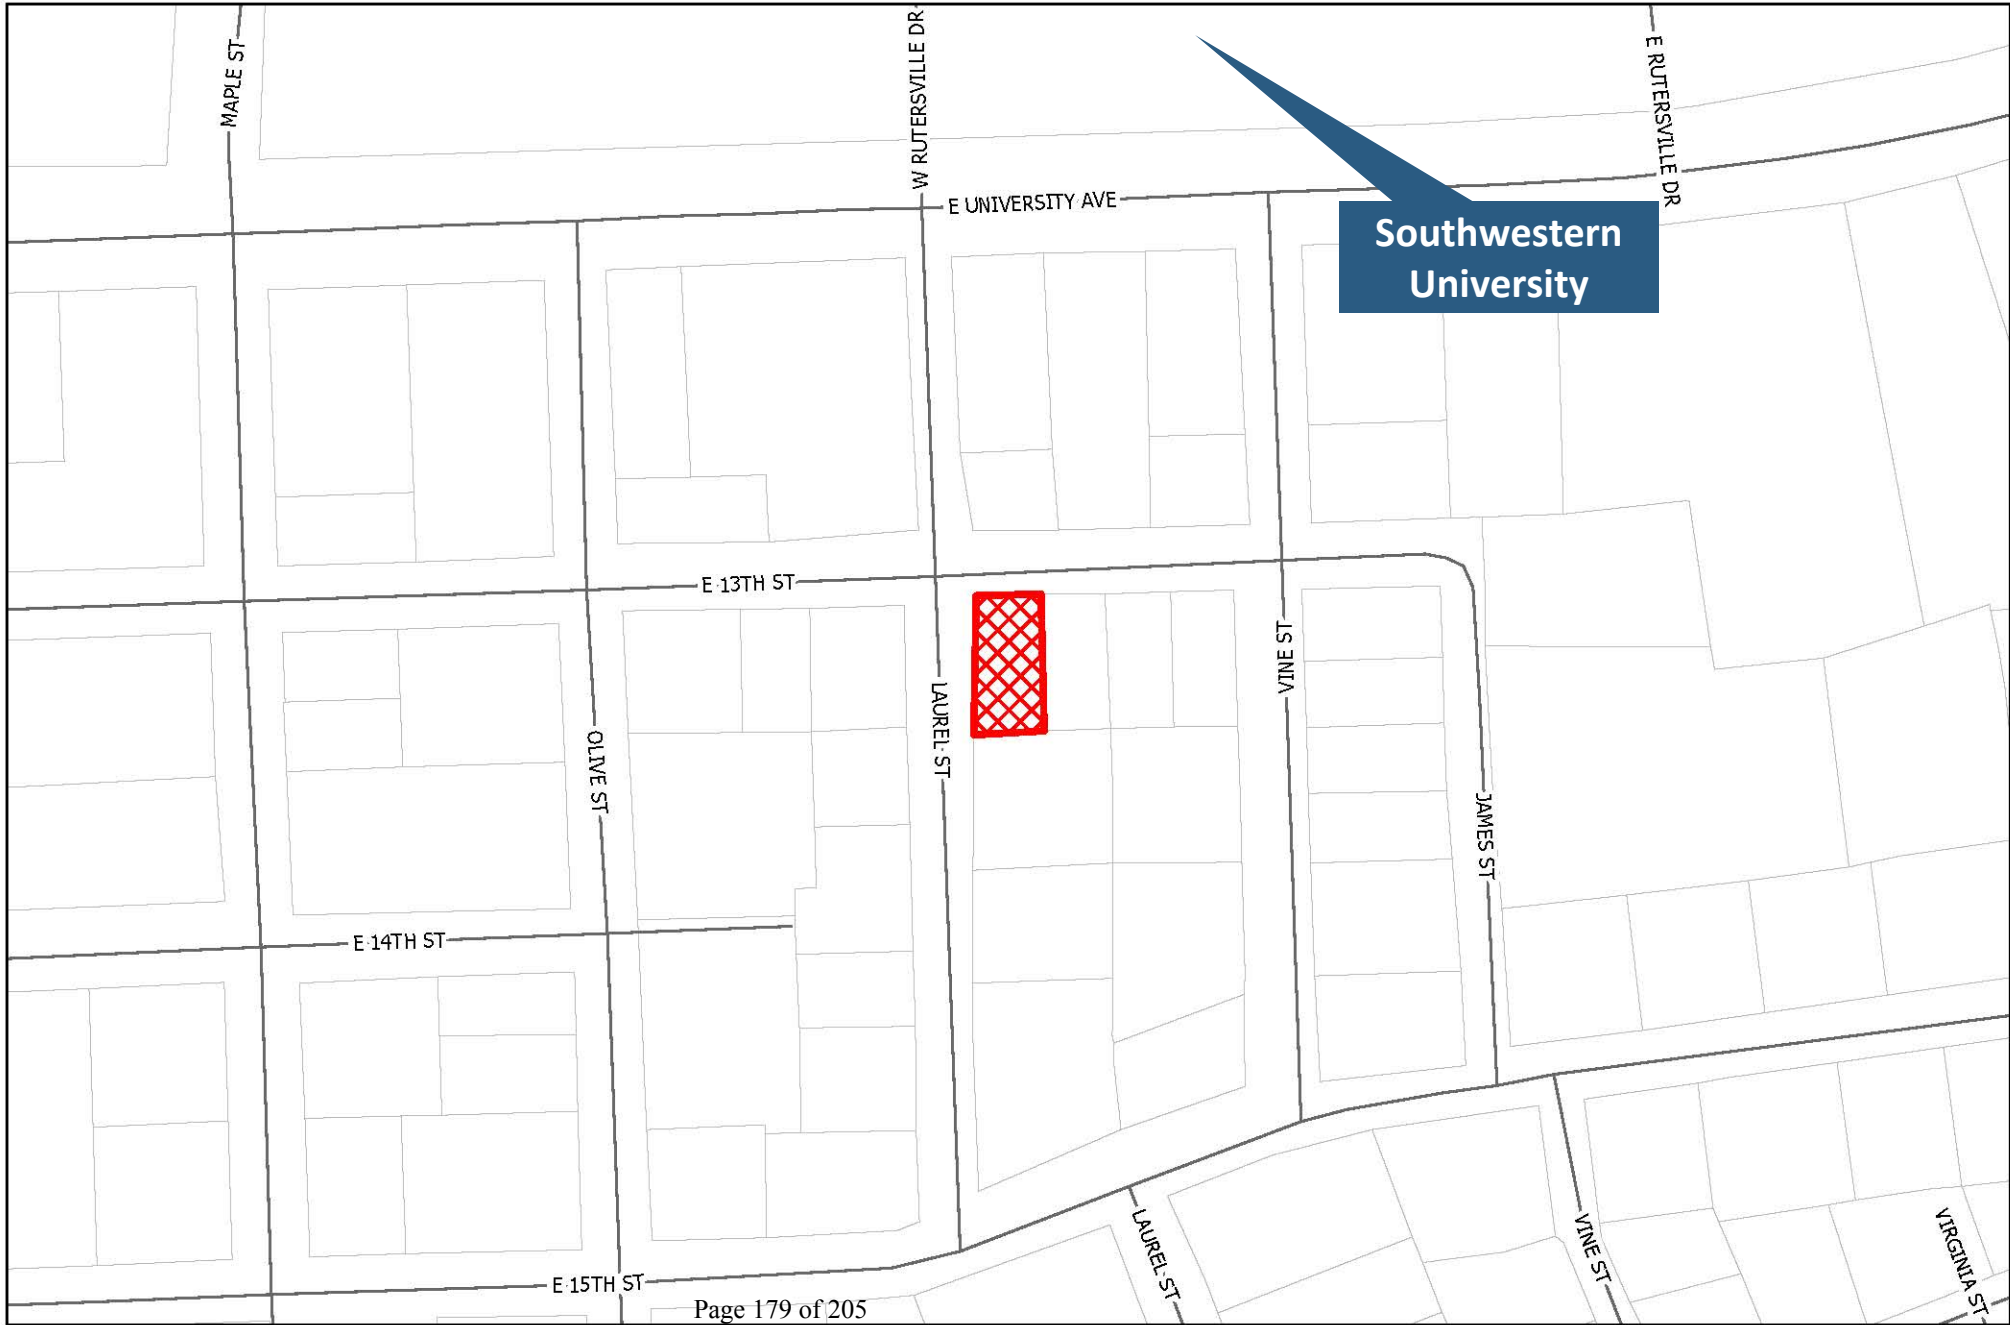 MAPLE ST
W RUTERSVILLE DR
E RUTERSVILLE DR
E UNIVERSITY AVE
Southwestern
University
E 13TH ST
VINE ST
LAUREL ST
OLIVE ST
JAMES ST
E 14TH ST
LAUREL ST
VINE ST
VIRGINIA ST
E 15TH ST
Page 179 of 205